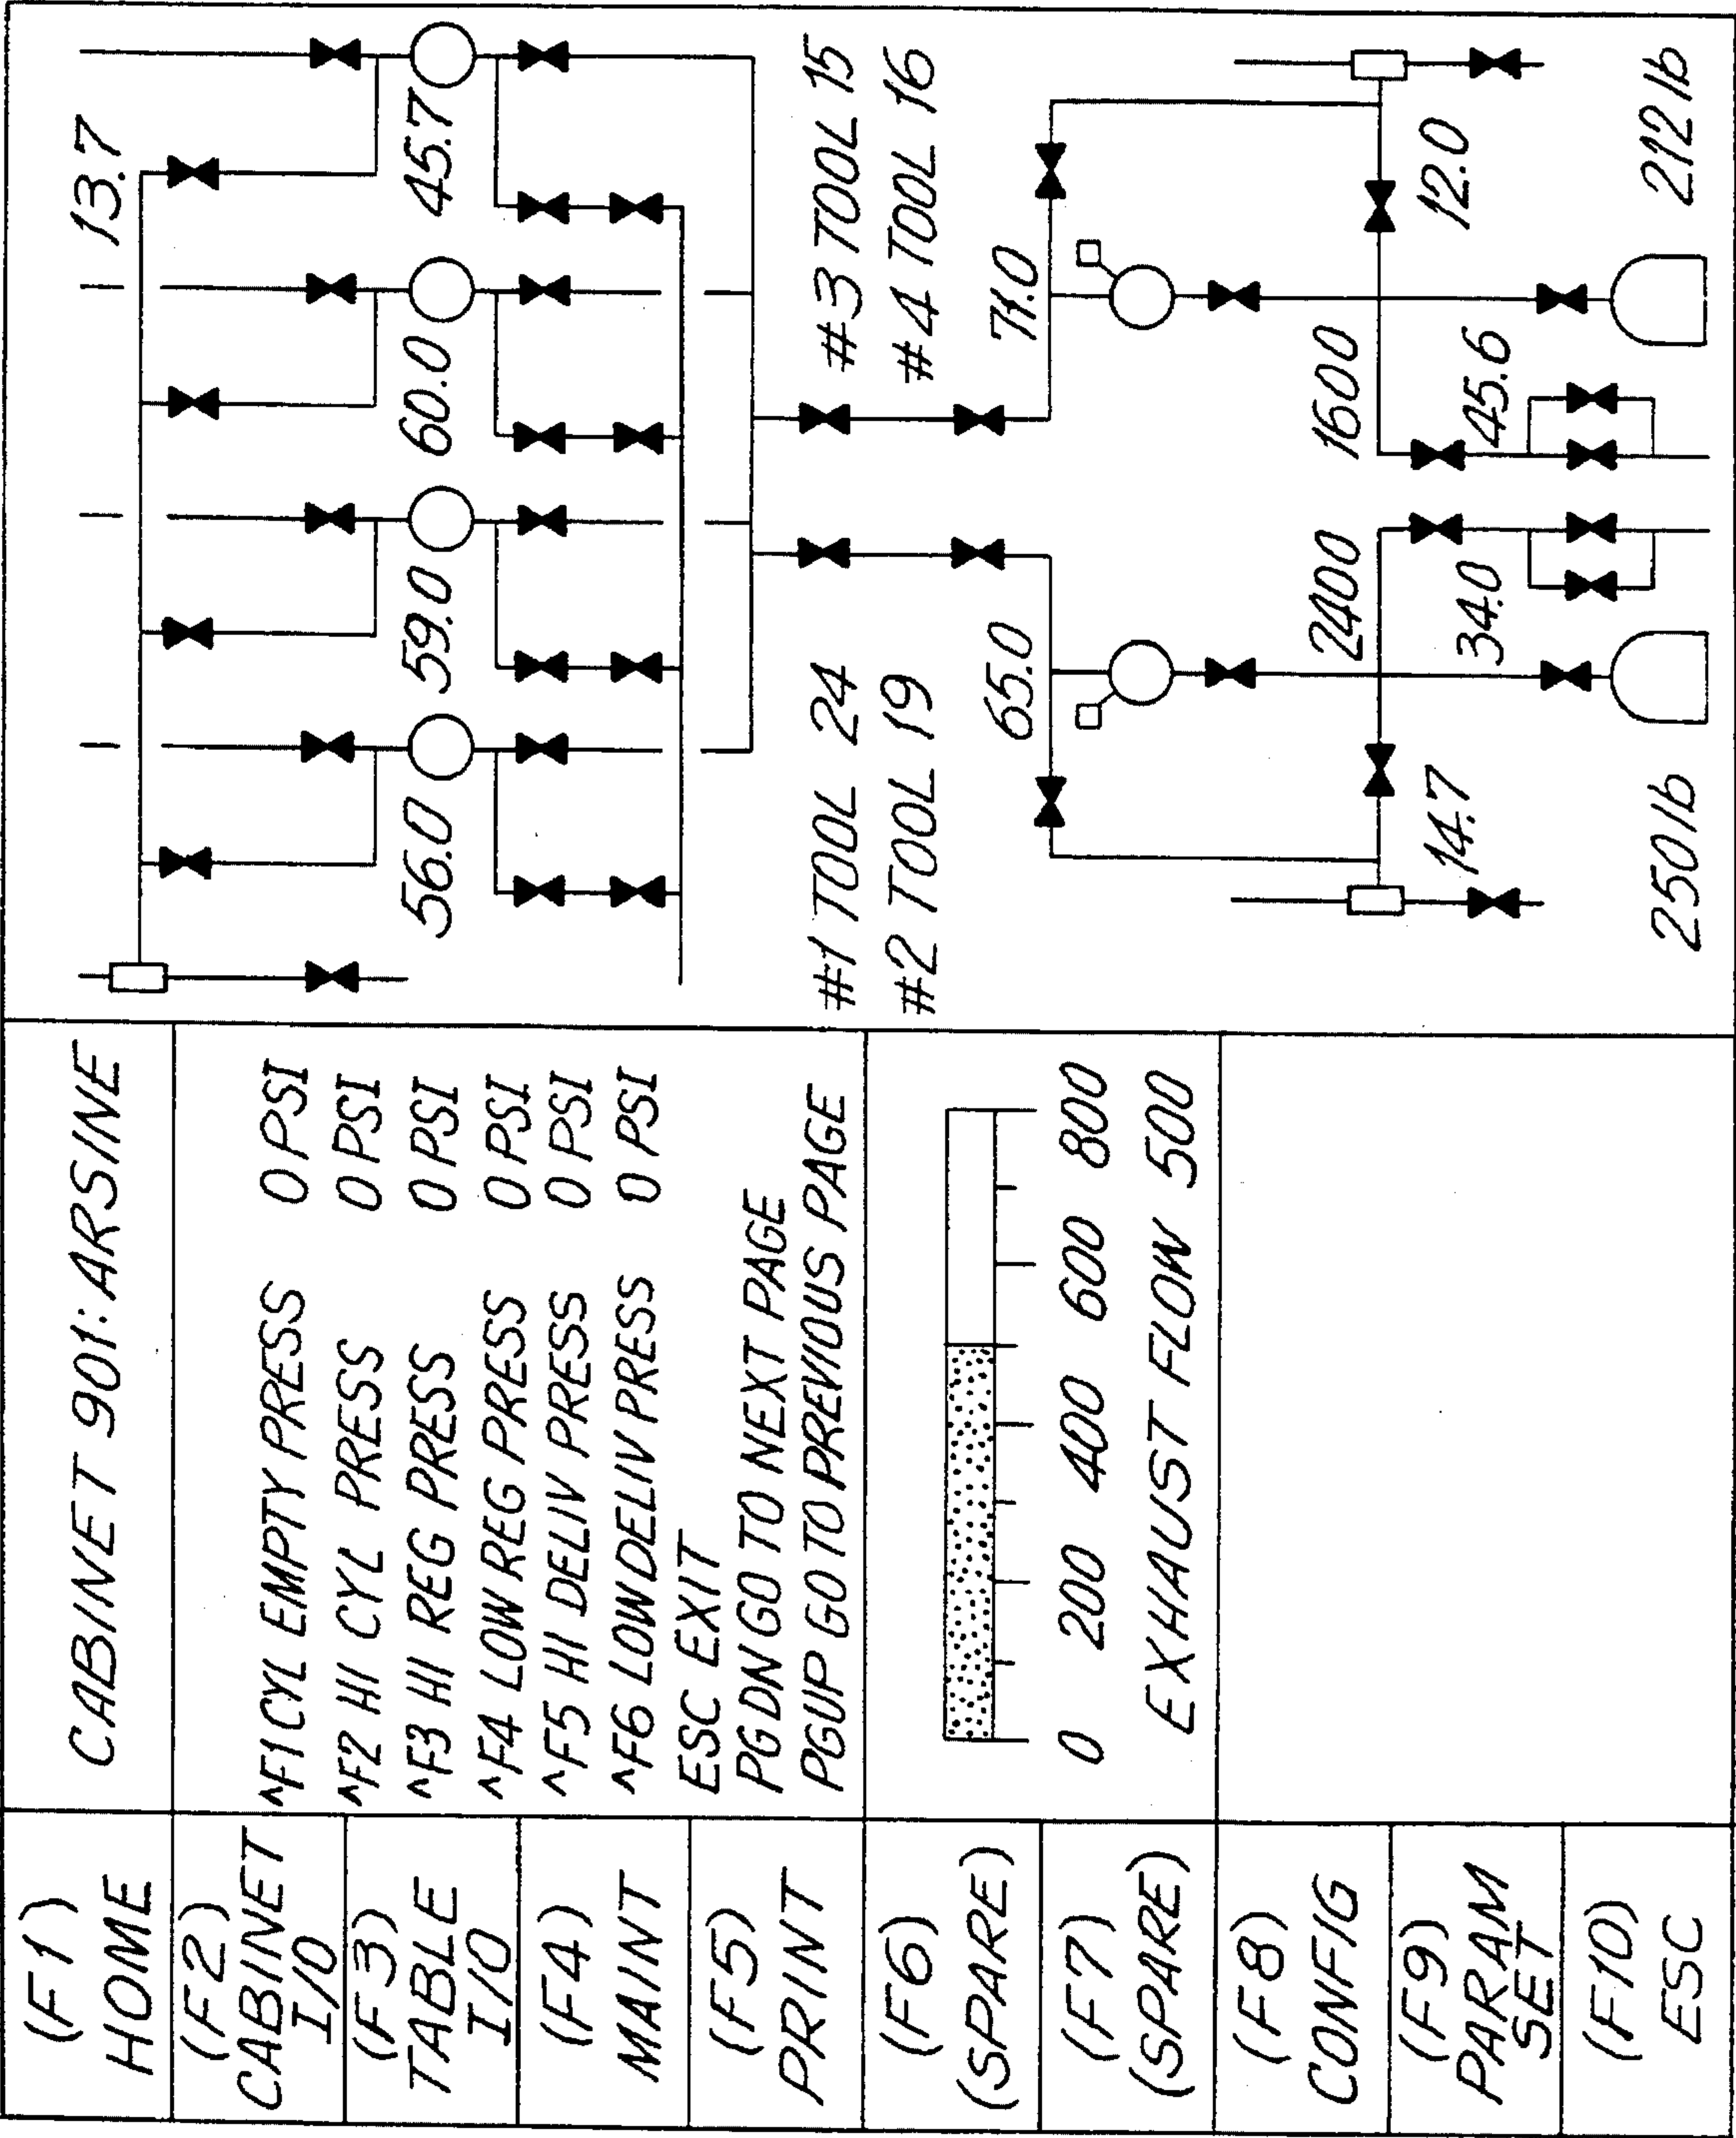 (F1)
HOME
(F2)
CABINET
I/O
(F3)
TABLE
I/O
(F4)
MAINT
(F5)
PRINT
(F6)
(SPARE)
(F7)
(SPARE)
(F8)
CONFIG
(F9)
PARAM
SET
(F10)
ESC
CABINET 901: ARSINE
^F1 CYL EMPTY PRESS 0 PSI
^F2 HI CYL PRESS 0 PSI
^F3 HI REG PRESS 0 PSI
^F4 LOW REG PRESS 0 PSI
^F5 HI DELIV PRESS 0 PSI
^F6 LOW DELIV PRESS 0 PSI
ESC EXIT
PGDN GO TO NEXT PAGE
PGUP GO TO PREVIOUS PAGE
0 200 400 600 800
EXHAUST FLOW 500
13.7
56.0 59.0 60.0 45.7
#1 TOOL 24 #3 TOOL 15
#2 TOOL 19 #4 TOOL 16
65.0 71.0
2400 1600
14.7 34.0 45.6 12.0
250 lb 212 lb